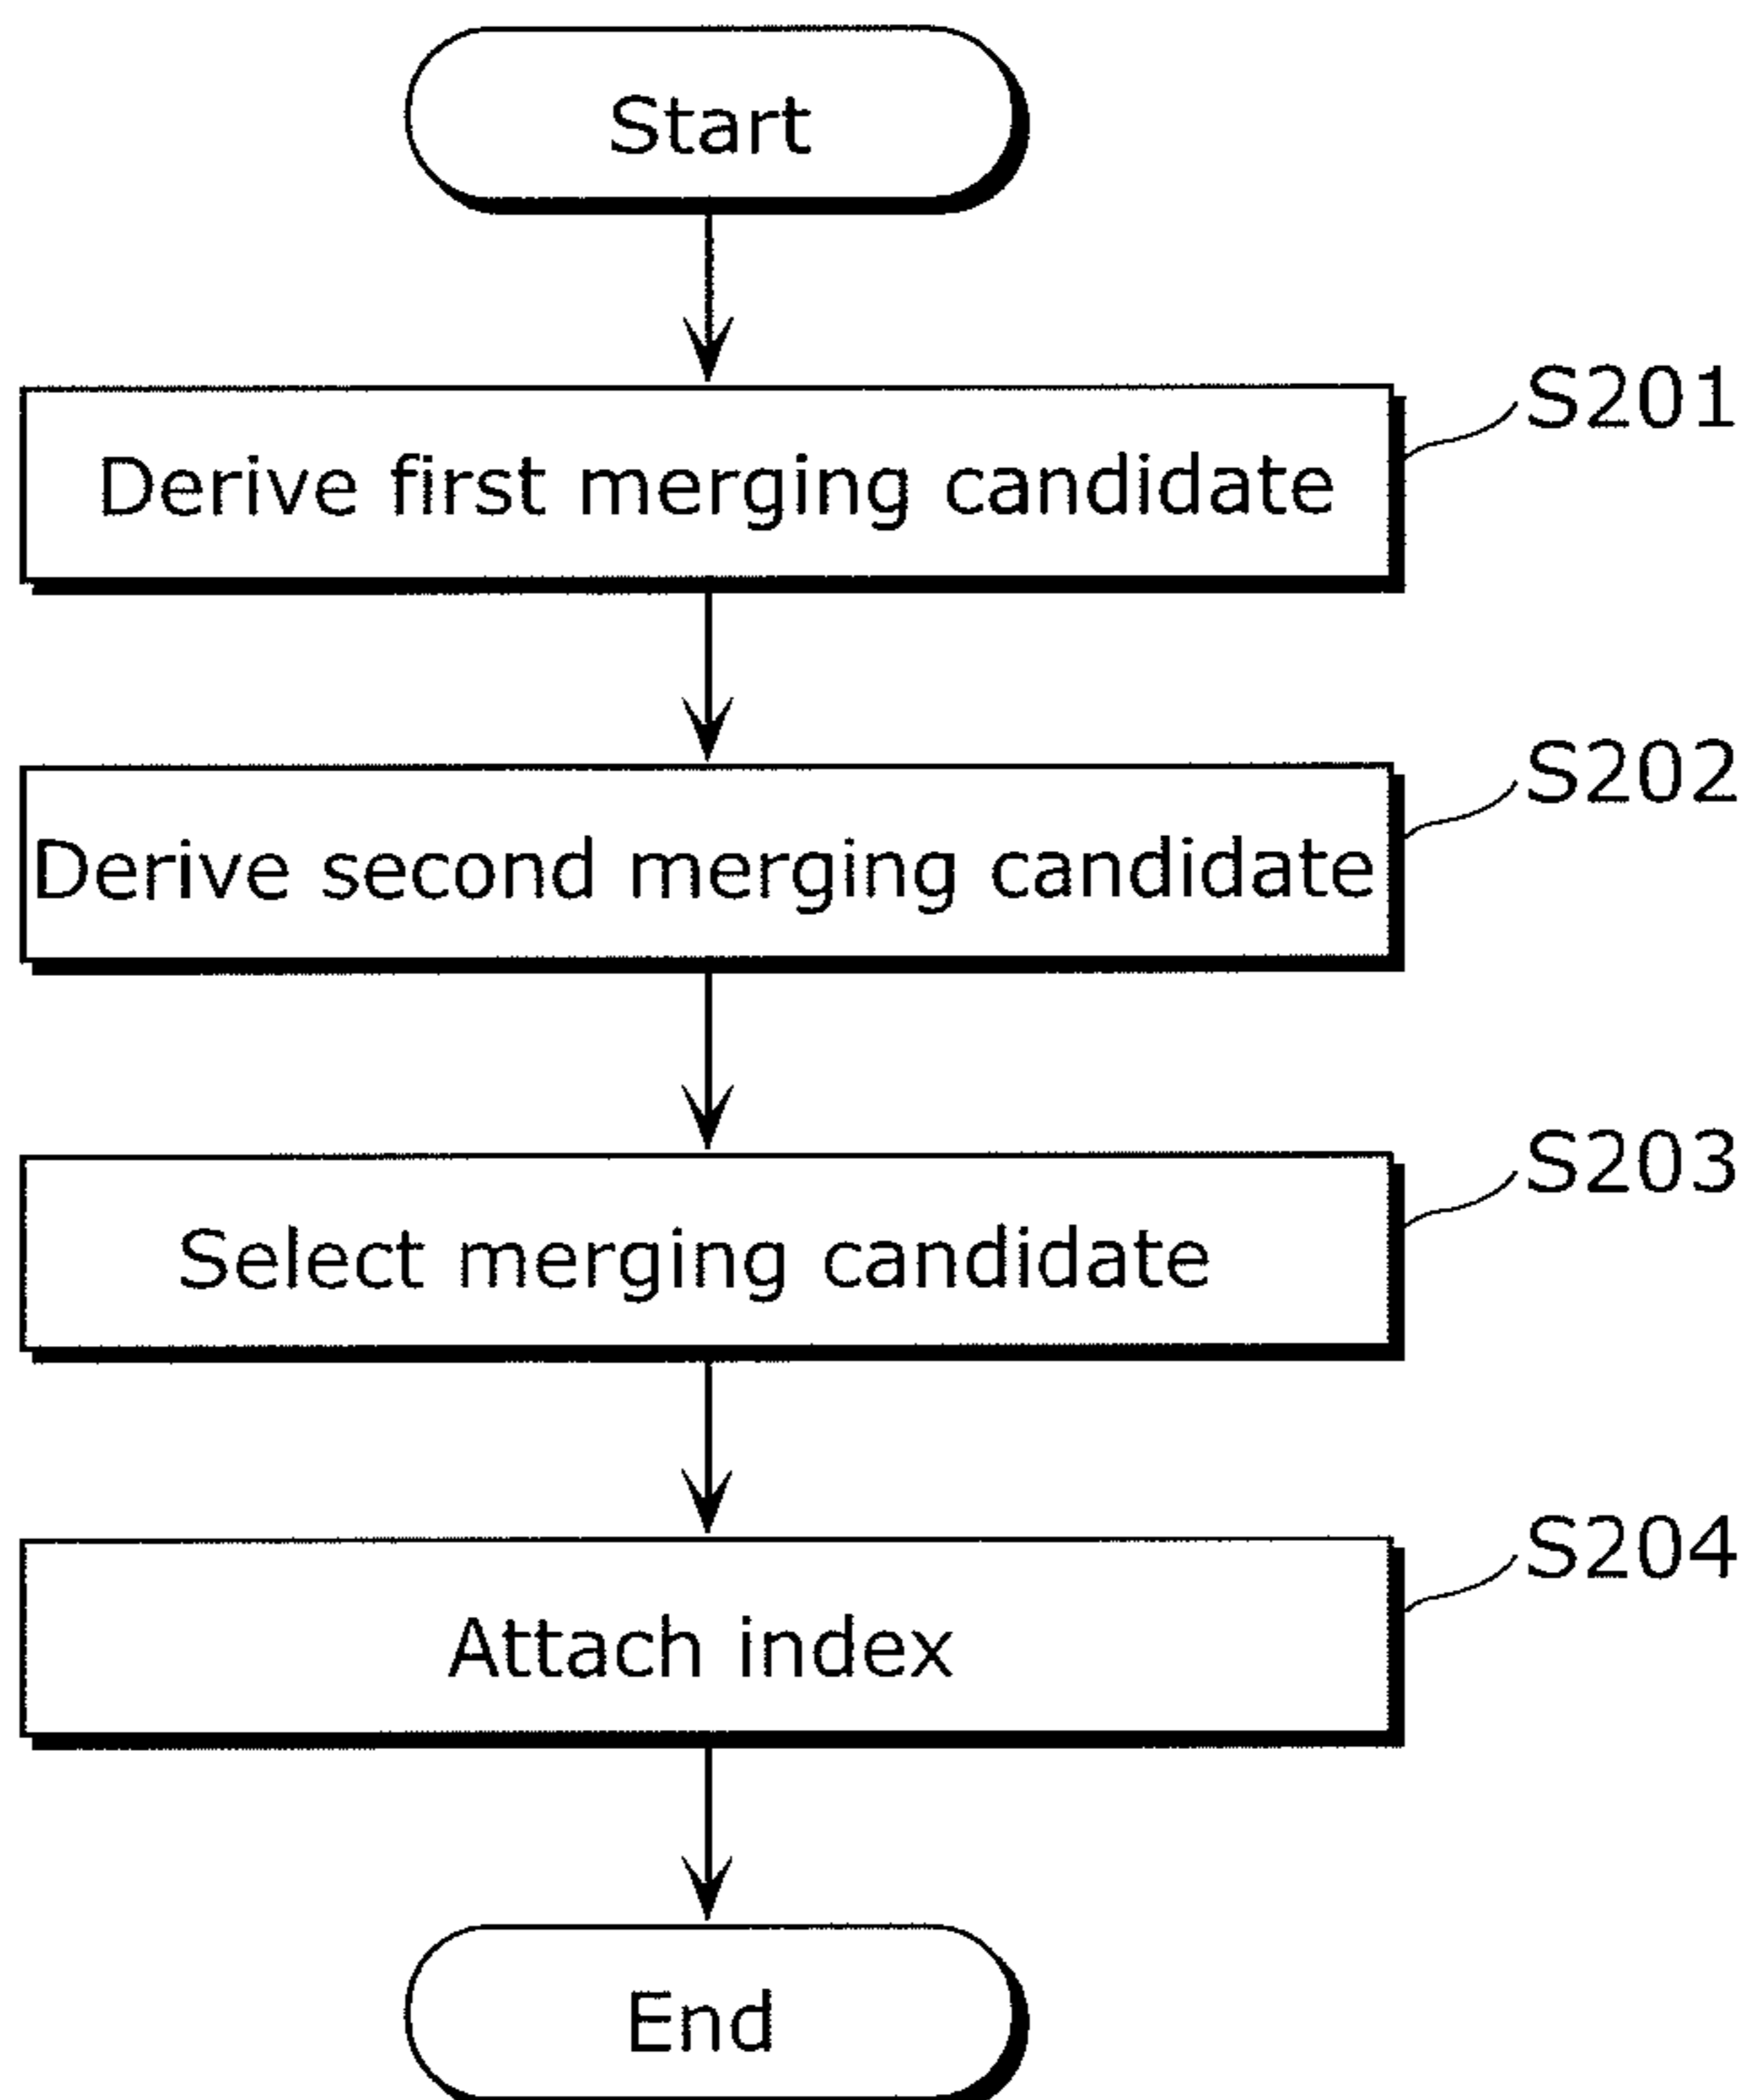 Start
Derive first merging candidate
S201
Derive second merging candidate
S202
Select merging candidate
S203
Attach index
S204
End